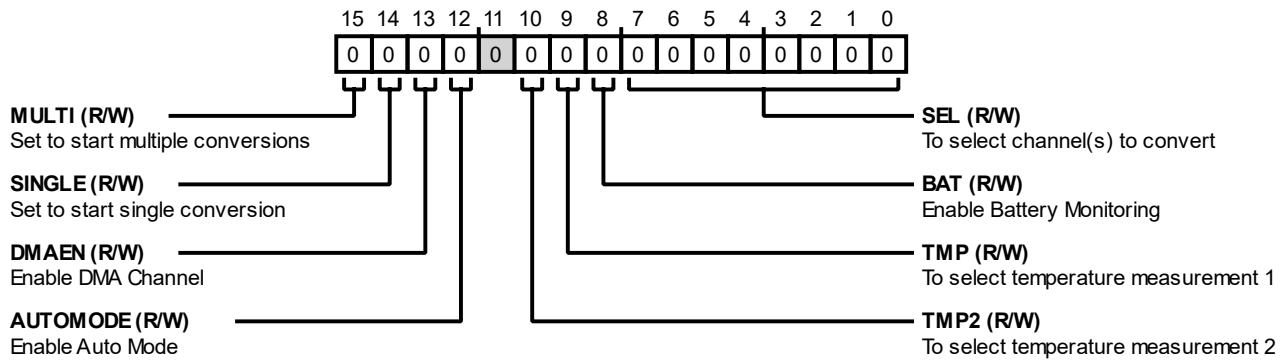 15 14 13 12 11 10 9 8 7 6 5 4 3 2 1 0
0 0 0 0 0 0 0 0 0 0 0 0 0 0 0 0
MULTI (R/W)
Set to start multiple conversions
SINGLE (R/W)
Set to start single conversion
DMAEN (R/W)
Enable DMA Channel
AUTOMODE (R/W)
Enable Auto Mode
SEL (R/W)
To select channel(s) to convert
BAT (R/W)
Enable Battery Monitoring
TMP (R/W)
To select temperature measurement 1
TMP2 (R/W)
To select temperature measurement 2